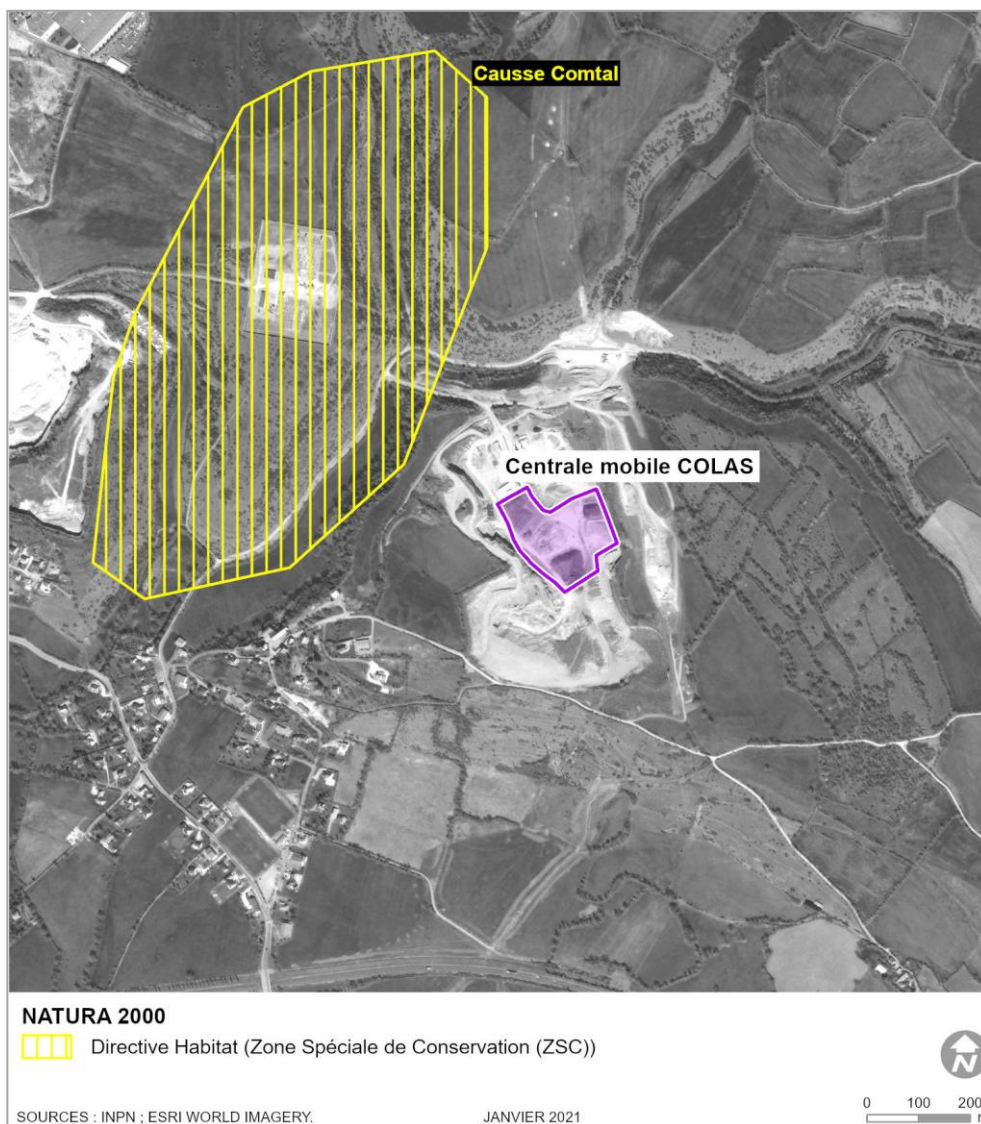 Causse Comtal
Centrale mobile COLAS
NATURA 2000
Directive Habitat (Zone Spéciale de Conservation (ZSC))
N
SOURCES : INPN ; ESRI WORLD IMAGERY.
JANVIER 2021
0 100 200